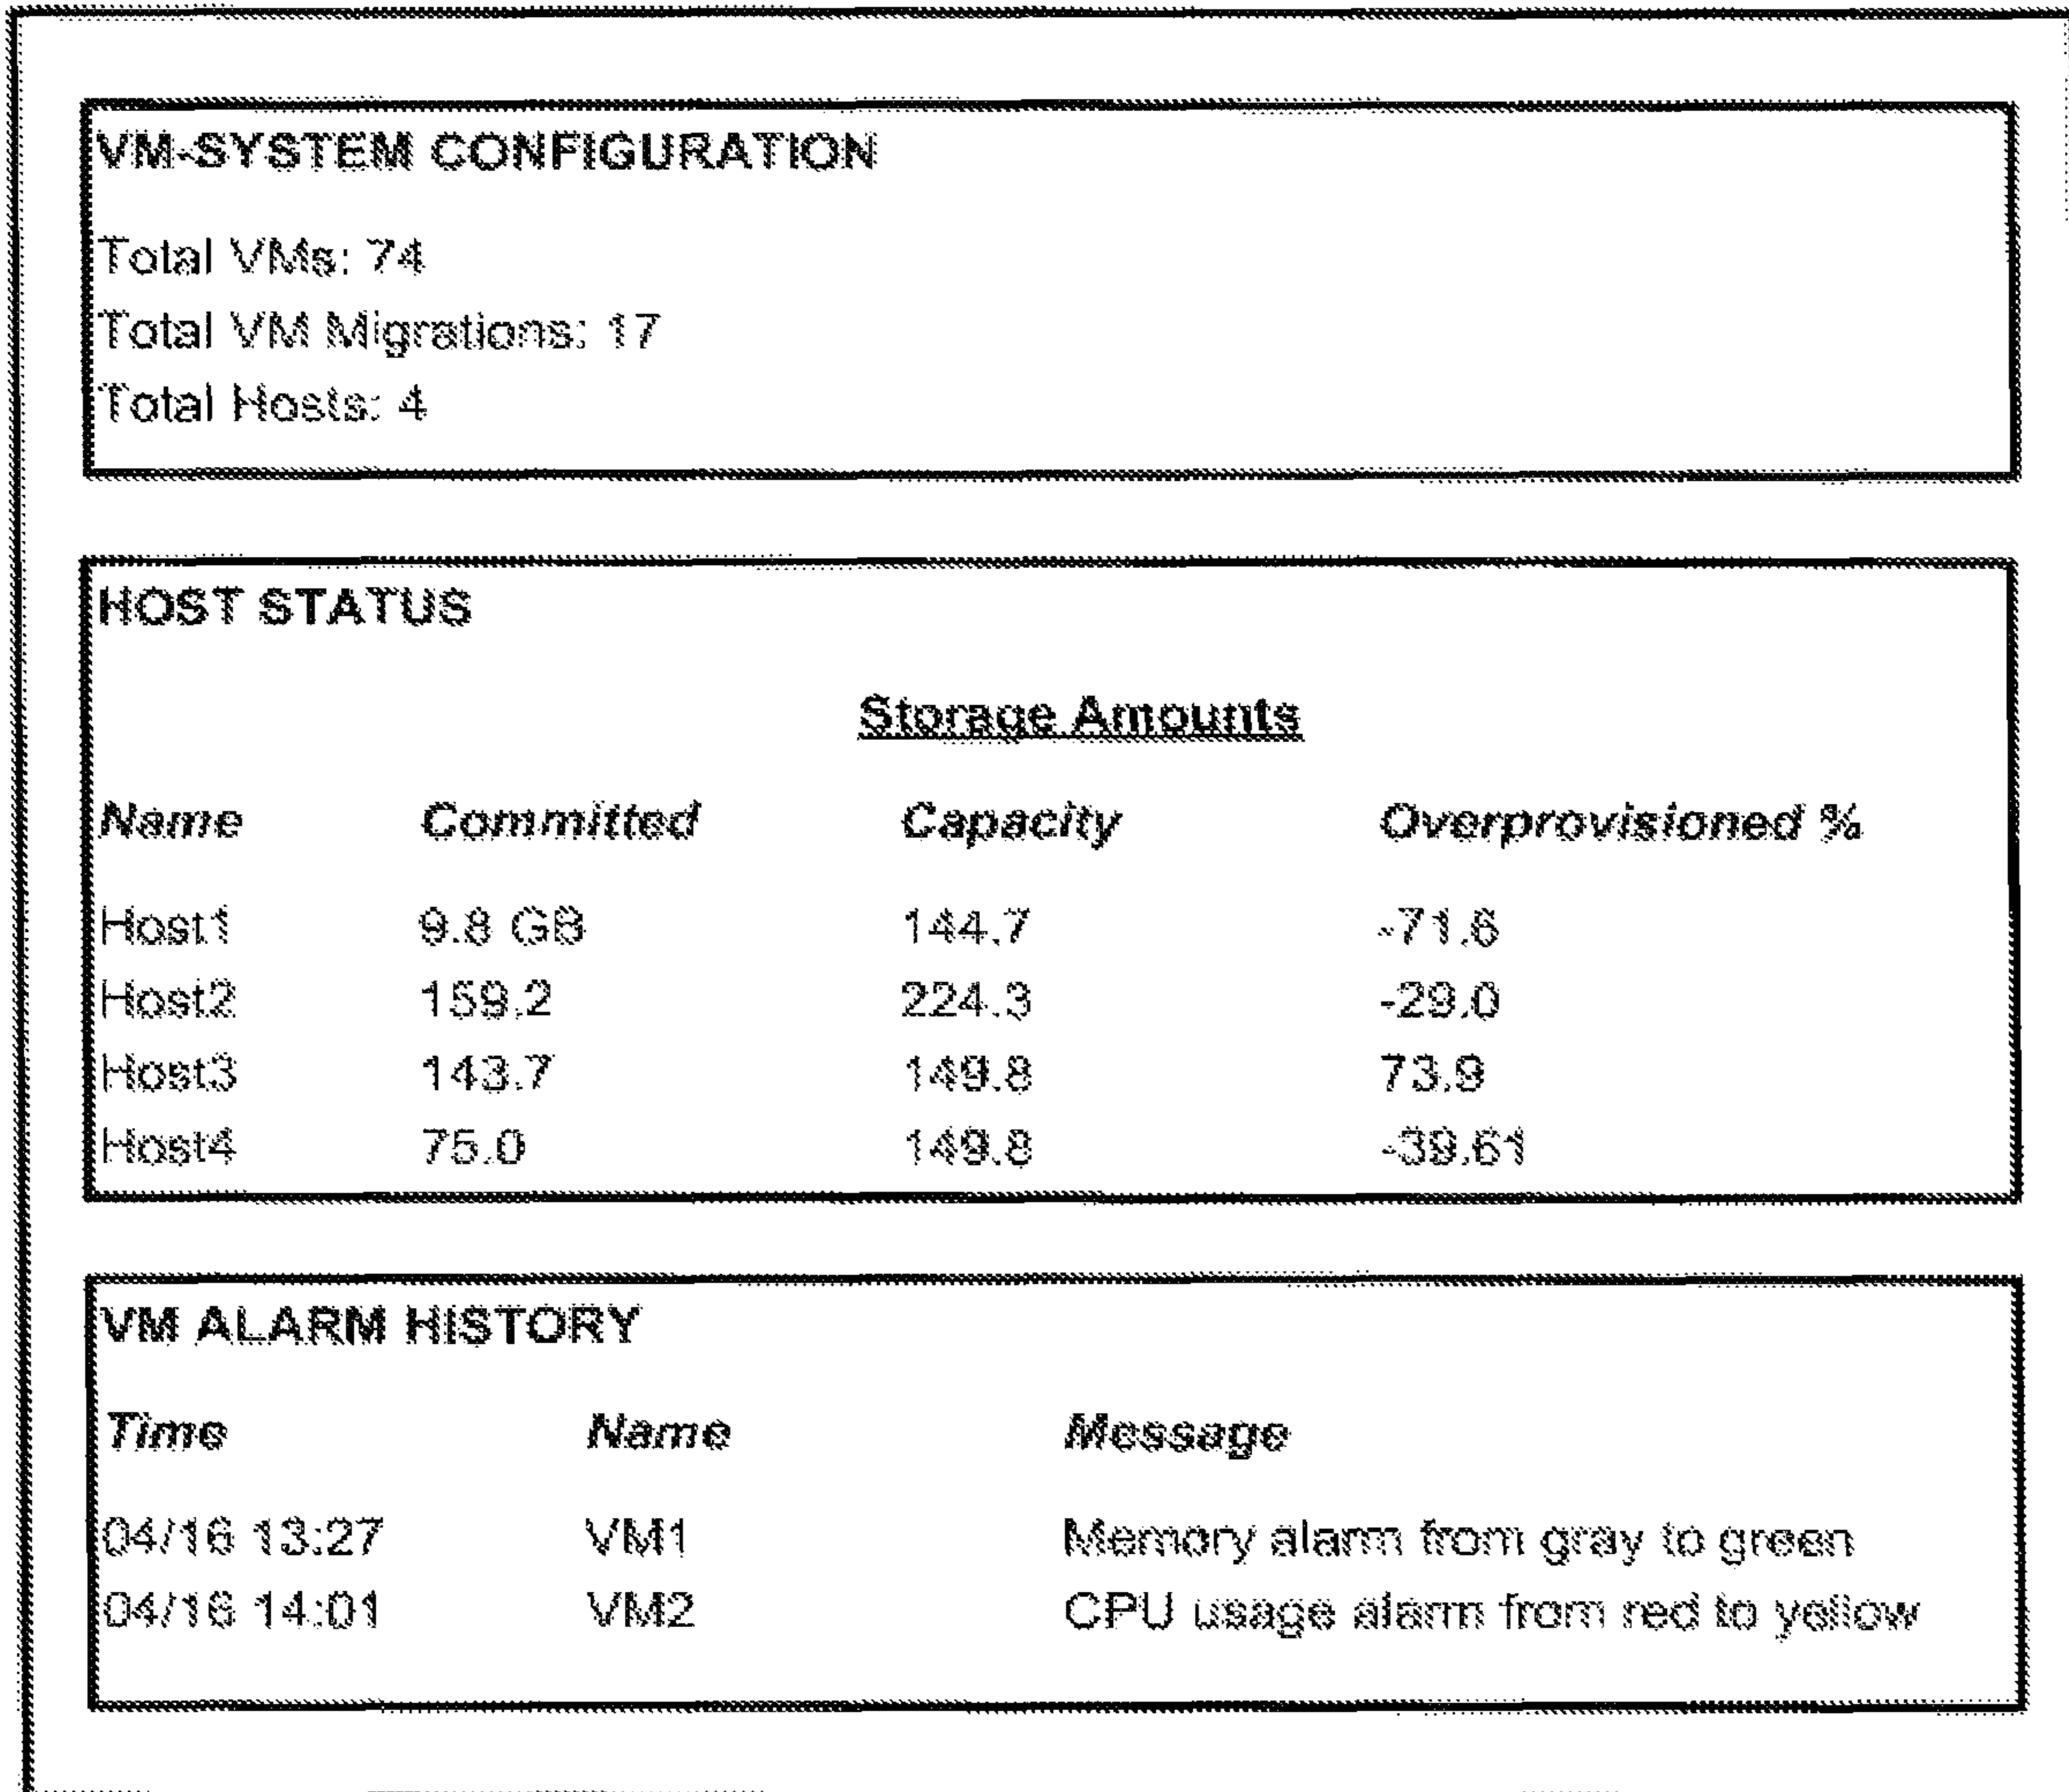 VM-SYSTEM CONFIGURATION
Total VMs: 74
Total VM Migrations: 17
Total Hosts: 4
HOST STATUS
Storage Amounts
Name Committed Capacity Overprovisioned %
Host1 9.8 GB 144.7 -71.6
Host2 159.2 224.3 -29.0
Host3 143.7 149.8 73.9
Host4 75.0 149.8 -39.61
VM ALARM HISTORY
Time Name Message
04/16 13:27 VM1 Memory alarm from gray to green
04/16 14:01 VM2 CPU usage alarm from red to yellow